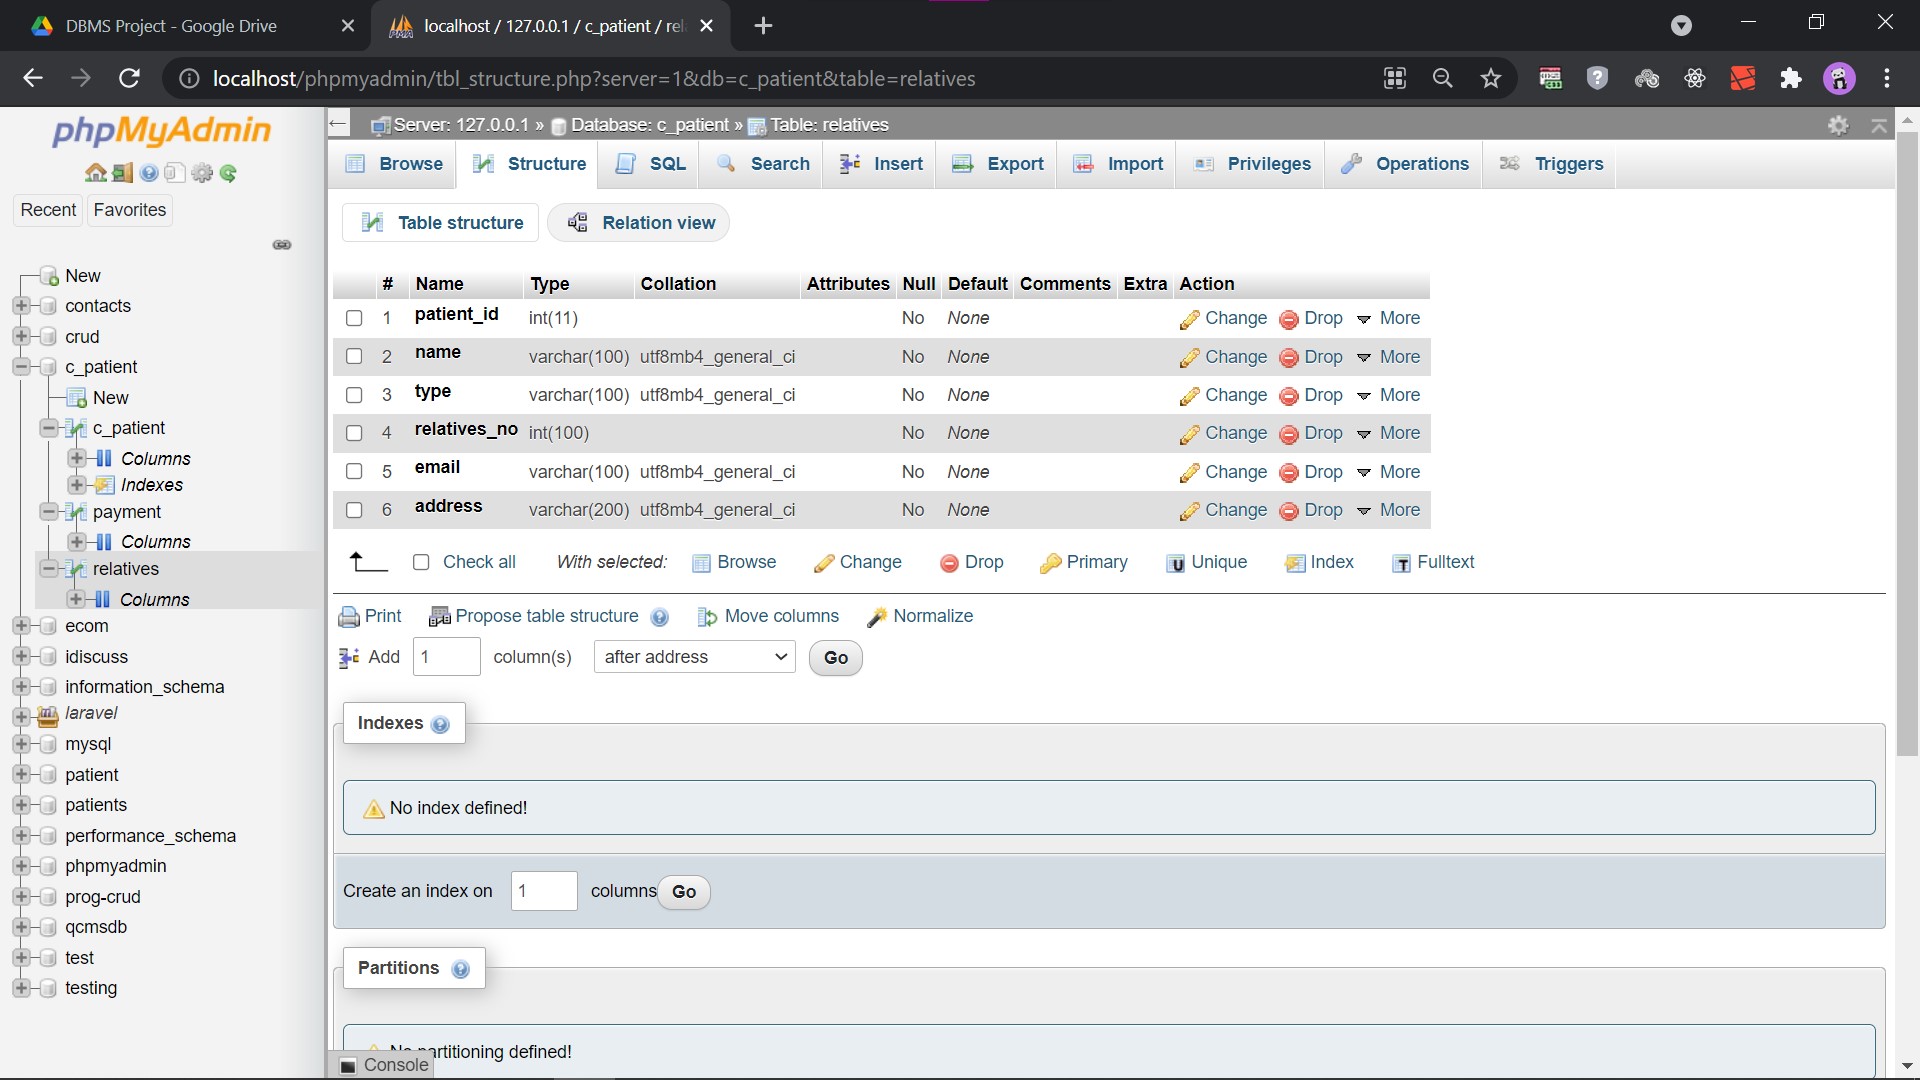 DBMS Project - Google Drive
localhost / 127.0.0.1 / c_patient / rel
localhost/phpmyadmin/tbl_structure.php?server=1&db=c_patient&table=relatives
phpMyAdmin
Recent Favorites
New
contacts
crud
c_patient
New
c_patient
Columns
Indexes
payment
Columns
relatives
Columns
ecom
idiscuss
information_schema
laravel
mysql
patient
patients
performance_schema
phpmyadmin
prog-crud
qcmsdb
test
testing
Server: 127.0.0.1 » Database: c_patient » Table: relatives
Browse Structure SQL Search Insert Export Import Privileges Operations Triggers
Table structure Relation view
# Name Type Collation Attributes Null Default Comments Extra Action
1 patient_id int(11) No None Change Drop More
2 name varchar(100) utf8mb4_general_ci No None Change Drop More
3 type varchar(100) utf8mb4_general_ci No None Change Drop More
4 relatives_no int(100) No None Change Drop More
5 email varchar(100) utf8mb4_general_ci No None Change Drop More
6 address varchar(200) utf8mb4_general_ci No None Change Drop More
Check all With selected: Browse Change Drop Primary Unique Index Fulltext
Print Propose table structure Move columns Normalize
Add 1 column(s) after address Go
Indexes
No index defined!
Create an index on 1 columns Go
Partitions
No partitioning defined!
Console